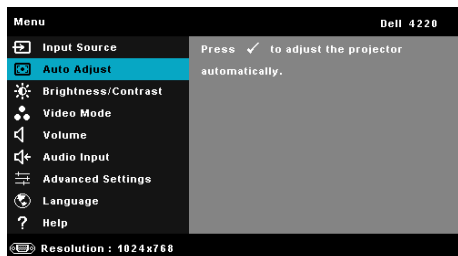 Menu
Dell 4220
Input Source
Auto Adjust
Brightness/Contrast
Video Mode
Volume
Audio Input
Advanced Settings
Language
? Help
Press ✓ to adjust the projector
automatically.
Resolution : 1024x768